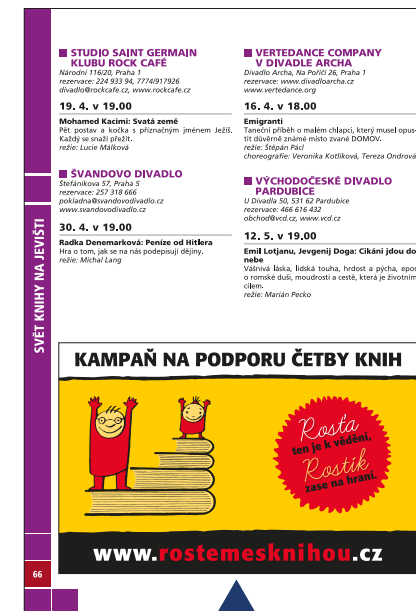 STUDIO SAINT GERMAIN
KLUBU ROCK CAFÉ
Národní 116/20, Praha 1
rezervace: 224 933 94, 7774/917926
divadlo@rockcafe.cz, www.rockcafe.cz
19. 4. v 19.00
Mohamed Kacimi: Svatá země
Pět postav a kočka s příznačným jménem Ježíš.
Každý se snaží přežít.
režie: Lucie Málková
ŠVANDOVO DIVADLO
Štefánikova 57, Praha 5
rezervace: 257 318 666
pokladna@svandovodivadlo.cz
www.svandovodivadlo.cz
30. 4. v 19.00
Radka Denemarková: Peníze od Hitlera
Hra o tom, jak se na nás podepisují dějiny.
režie: Michal Lang
VERTEDANCE COMPANY
V DIVADLE ARCHA
Divadlo Archa, Na Poříčí 26, Praha 1
rezervace: www.divadloarcha.cz
www.vertedance.org
16. 4. v 18.00
Emigranti
Taneční příběh o malém chlapci, který musel opus-
tit důvěrně známé místo zvané DOMOV.
režie: Štěpán Pácl
choreografie: Veronika Kotlíková, Tereza Ondrová
VÝCHODOČESKÉ DIVADLO
PARDUBICE
U Divadla 50, 531 62 Pardubice
rezervace: 466 616 432
obchod@vcd.cz, www.vcd.cz
12. 5. v 19.00
Emil Lotjanu, Jevgenij Doga: Cikáni jdou do
nebe
Vášnivá láska, lidská touha, hrdost a pýcha, epos
o romské duši, moudrosti a cestě, která je životním
cílem.
režie: Marián Pecko
SVĚT KNIHY NA JEVIŠTI
KAMPAŇ NA PODPORU ČETBY KNIH
Rosťa
ten je k vědění,
Rostík
zase na hraní.
www.rostemesknihou.cz
66